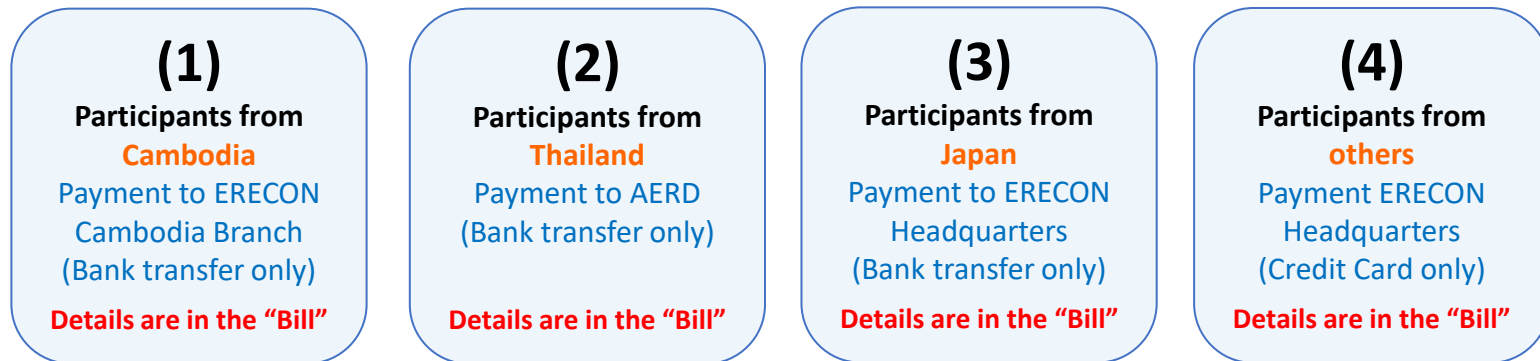 (1)
Participants from
Cambodia
Payment to ERECON
Cambodia Branch
(Bank transfer only)
Details are in the “Bill”
(2)
Participants from
Thailand
Payment to AERD
(Bank transfer only)
Details are in the “Bill”
(3)
Participants from
Japan
Payment to ERECON
Headquarters
(Bank transfer only)
Details are in the “Bill”
(4)
Participants from
others
Payment ERECON
Headquarters
(Credit Card only)
Details are in the “Bill”